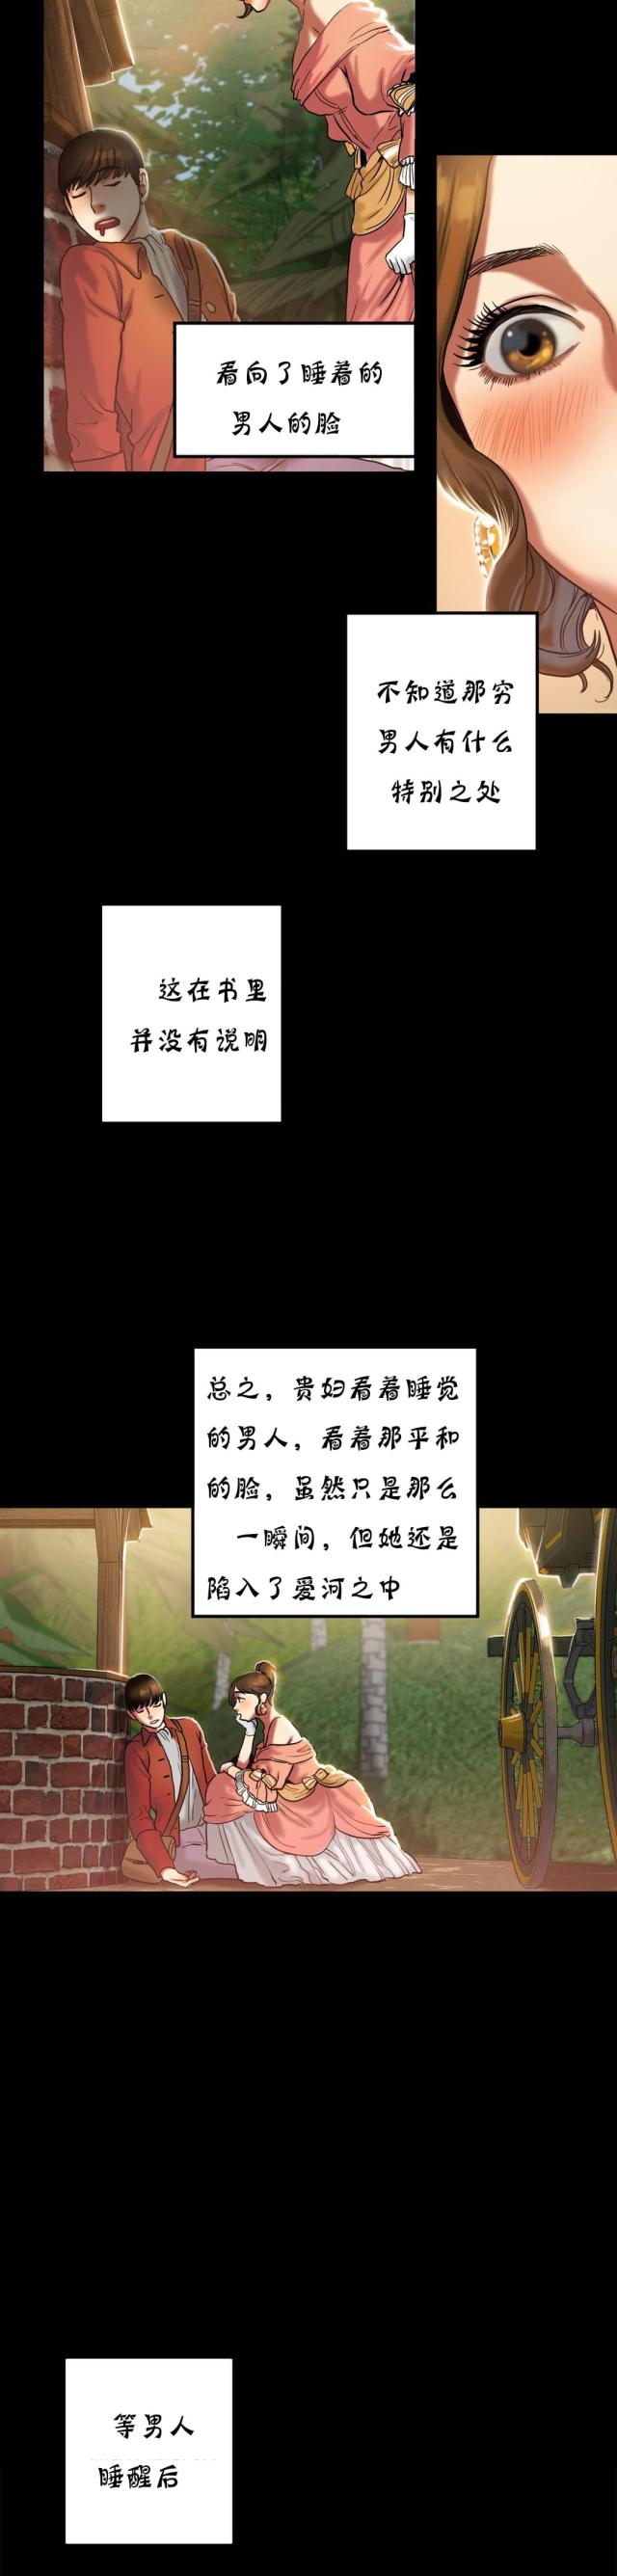 看向了睡着的
男人的脸
不知道那穷
男人有什么
特别之处
这在书里
并没有说明
总之，贵妇看着睡觉
的男人，看着那平和
的脸，虽然只是那么
一瞬间，但她还是
陷入了爱河之中
等男人
睡醒后